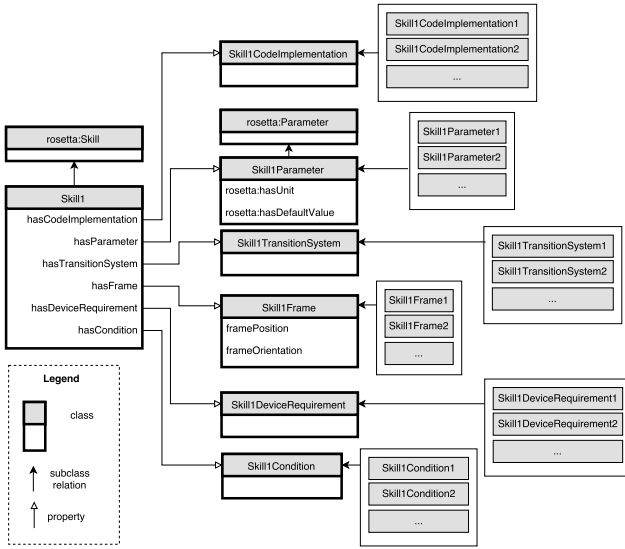 Skill1CodeImplementation
Skill1CodeImplementation1
Skill1CodeImplementation2
...
rosetta:Skill
rosetta:Parameter
Skill1Parameter
rosetta:hasUnit
rosetta:hasDefaultValue
Skill1Parameter1
Skill1Parameter2
...
Skill1
hasCodeImplementation
hasParameter
hasTransitionSystem
hasFrame
hasDeviceRequirement
hasCondition
Skill1TransitionSystem
Skill1TransitionSystem1
Skill1TransitionSystem2
...
Skill1Frame
framePosition
frameOrientation
Skill1Frame1
Skill1Frame2
...
Skill1DeviceRequirement
Skill1DeviceRequirement1
Skill1DeviceRequirement2
...
Skill1Condition
Skill1Condition1
Skill1Condition2
...
Legend
class
subclass
relation
property